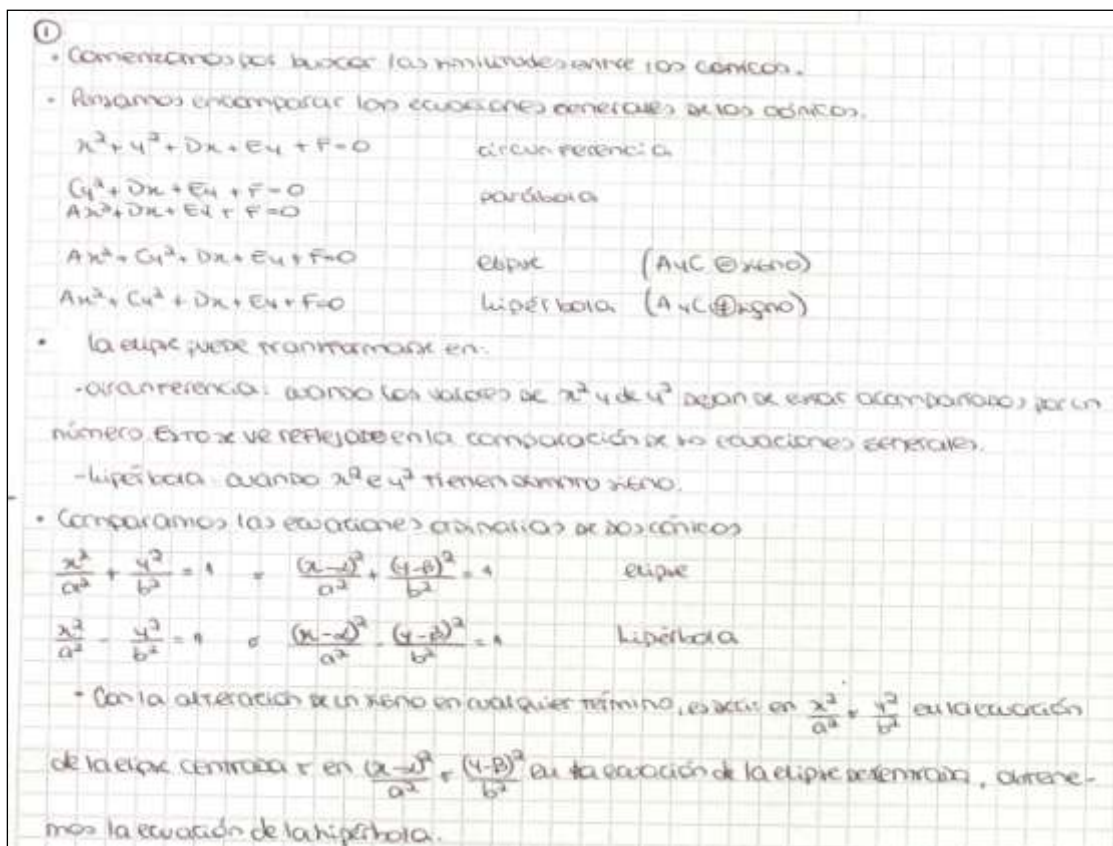 ①
• Comenzamos por buscar las similitudes entre las cónicas.
• Pensamos en comparar las ecuaciones generales de las cónicas.
x² + y² + Dx + Ey + F = 0 circunferencia
Cy² + Dx + Ey + F = 0
Ax² + Dx + Ey + F = 0 parábola
Ax² + Cy² + Dx + Ey + F = 0 elipse (A y C ⊖ signo)
Ax² + Cy² + Dx + Ey + F = 0 hipérbola (A y C ≠ signo)
• la elipse puede transformarse en:
- circunferencia: cuando los valores de x² y de y² dejan de estar acompañados por un
número. Esto se ve reflejado en la comparación de las ecuaciones generales.
- hipérbola: cuando x² e y² tienen distinto signo.
• Comparamos las ecuaciones ordinarias de las cónicas
x²/a² + y²/b² = 1 o (x-α)²/a² + (y-β)²/b² = 1 elipse
x²/a² - y²/b² = 1 o (x-α)²/a² - (y-β)²/b² = 1 hipérbola
• Con la alteración de un signo en cualquier término, es decir en x²/a² + y²/b² en la ecuación
de la elipse centrada y en (x-α)²/a² + (y-β)²/b² en la ecuación de la elipse desentrada, obtene-
mos la ecuación de la hipérbola.